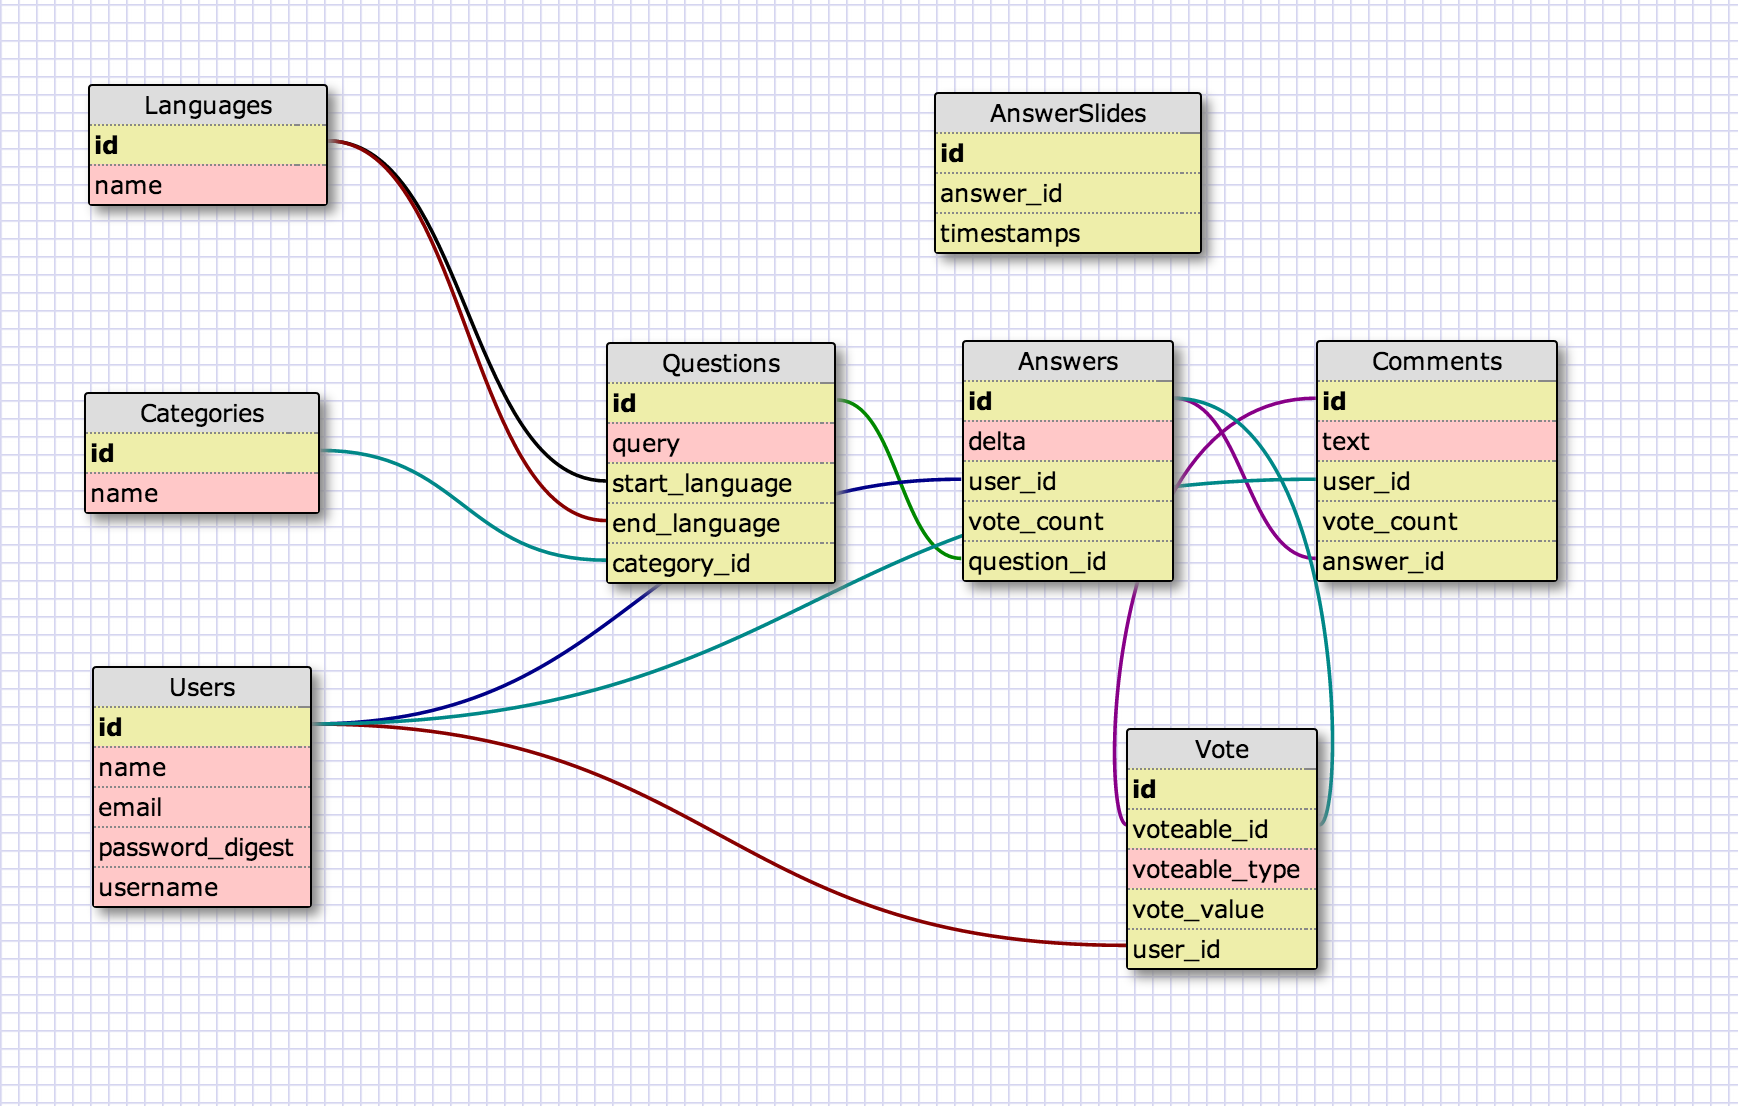 Languages
id
name
AnswerSlides
id
answer_id
timestamps
Categories
id
name
Questions
id
query
start_language
end_language
category_id
Answers
id
delta
user_id
vote_count
question_id
Comments
id
text
user_id
vote_count
answer_id
Users
id
name
email
password_digest
username
Vote
id
voteable_id
voteable_type
vote_value
user_id